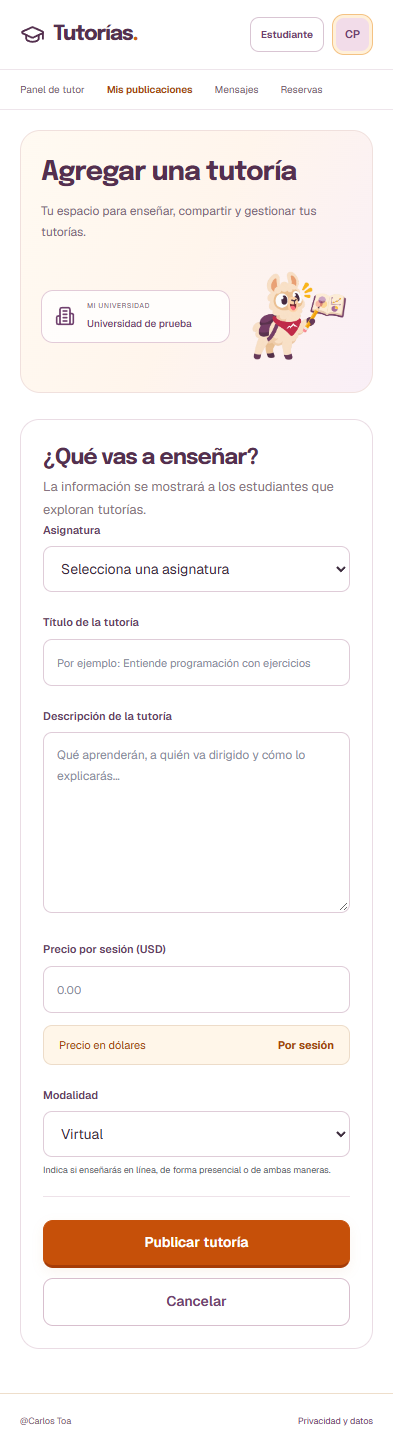 Tutorías.
Estudiante
CP
Panel de tutor
Mis publicaciones
Mensajes
Reservas
Agregar una tutoría
Tu espacio para enseñar, compartir y gestionar tus
tutorías.
MI UNIVERSIDAD
Universidad de prueba
¿Qué vas a enseñar?
La información se mostrará a los estudiantes que
exploran tutorías.
Asignatura
Selecciona una asignatura
Título de la tutoría
Por ejemplo: Entiende programación con ejercicios
Descripción de la tutoría
Qué aprenderán, a quién va dirigido y cómo lo
explicarás…
Precio por sesión (USD)
0.00
Precio en dólares
Por sesión
Modalidad
Virtual
Indica si enseñarás en línea, de forma presencial o de ambas maneras.
Publicar tutoría
Cancelar
@Carlos Toa
Privacidad y datos